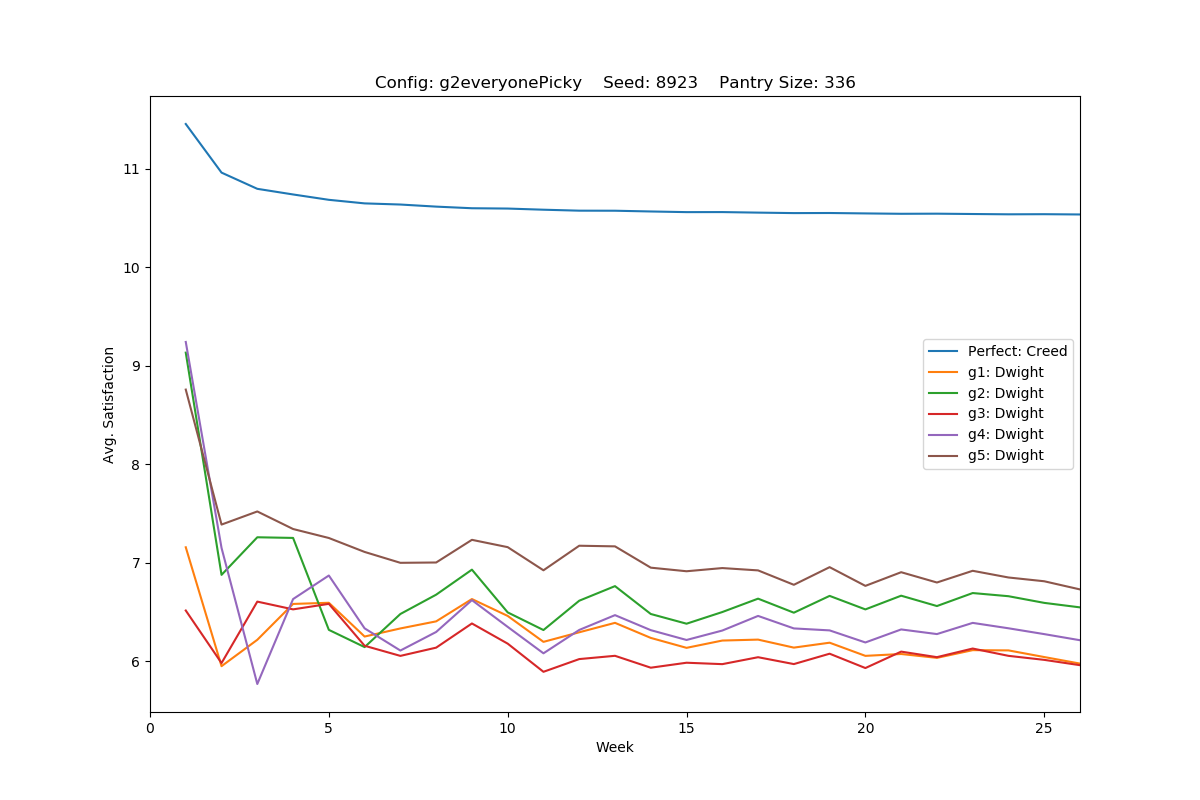 Config: g2everyonePicky    Seed: 8923    Pantry Size: 336
Avg. Satisfaction
11
10
9
8
7
6
Perfect: Creed
g1: Dwight
g2: Dwight
g3: Dwight
g4: Dwight
g5: Dwight
0 5 10 15 20 25
Week